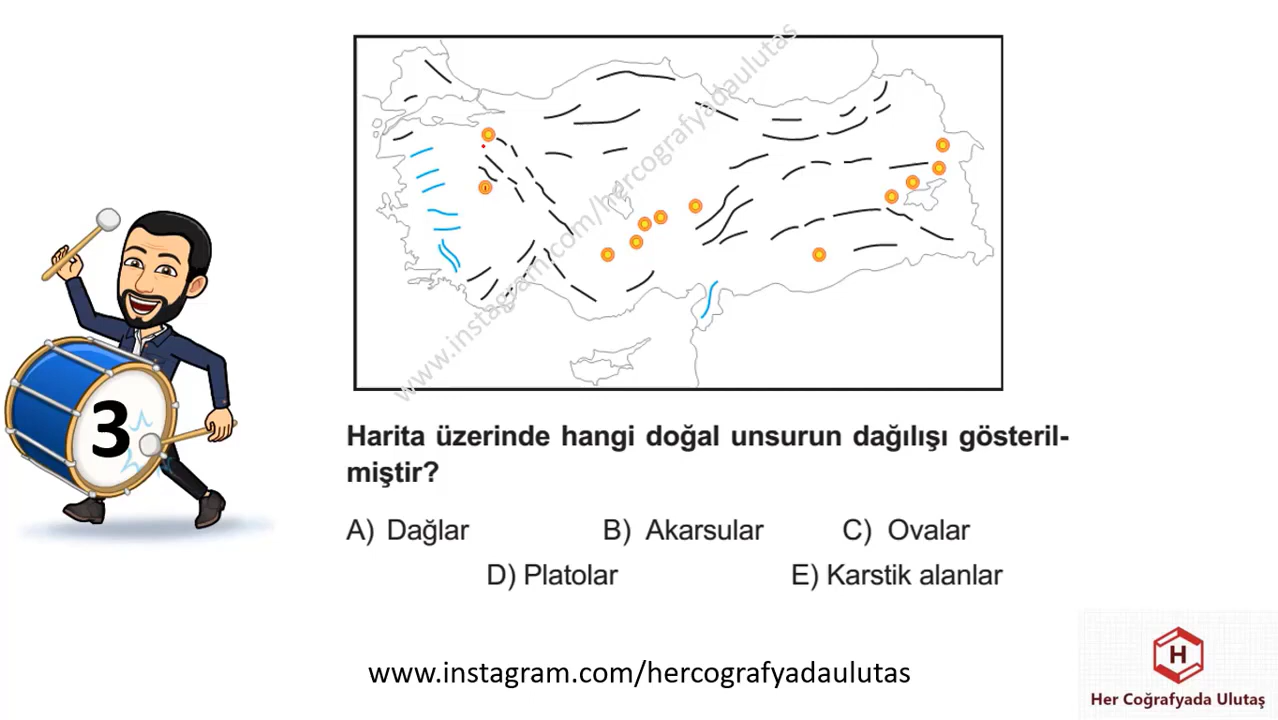 www.instagram.com/hercografyadaulutas
3
Harita üzerinde hangi doğal unsurun dağılışı gösteril-
miştir?
A) Dağlar B) Akarsular C) Ovalar
D) Platolar E) Karstik alanlar
www.instagram.com/hercografyadaulutas
H
Her Coğrafyada Ulutaş